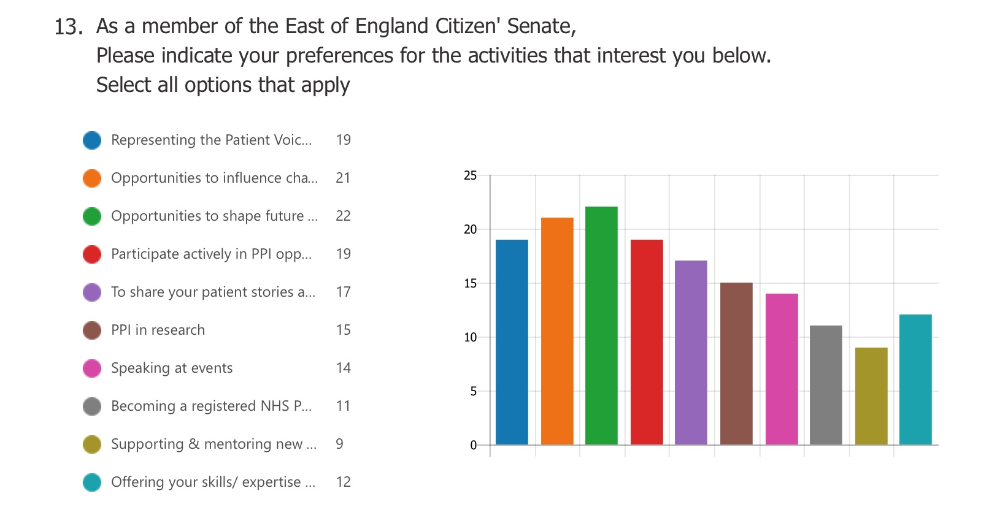 13. As a member of the East of England Citizen' Senate,
Please indicate your preferences for the activities that interest you below.
Select all options that apply
Representing the Patient Voic... 19
Opportunities to influence cha... 21
Opportunities to shape future ... 22
Participate actively in PPI opp... 19
To share your patient stories a... 17
PPI in research 15
Speaking at events 14
Becoming a registered NHS P... 11
Supporting & mentoring new ... 9
Offering your skills/ expertise ... 12
25
20
15
10
5
0